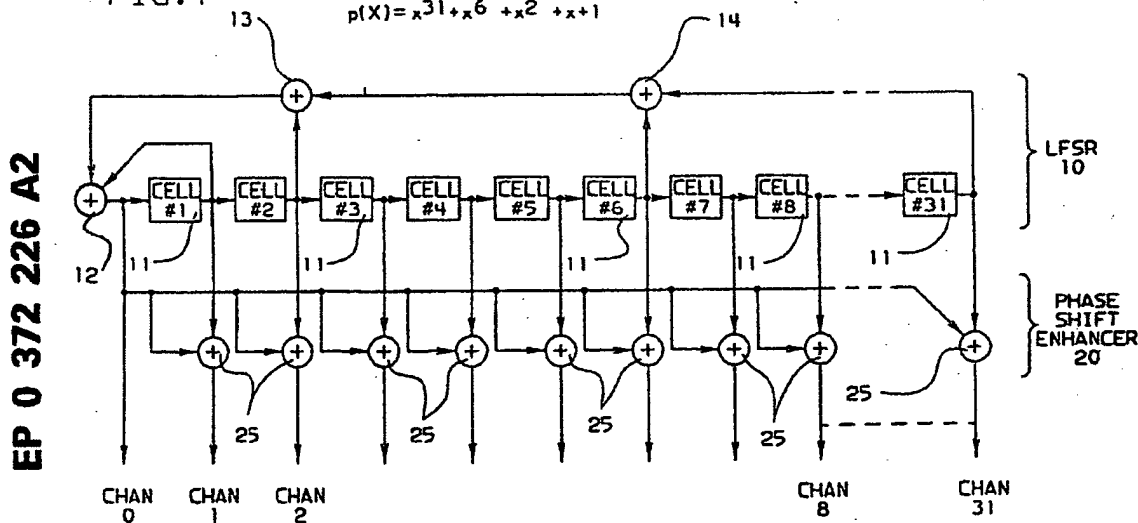 FIG.1
p(X)= x31+x6 +x2 +x+1
13
14
EP 0 372 226 A2
LFSR
10
CELL
#1
CELL
#2
CELL
#3
CELL
#4
CELL
#5
CELL
#6
CELL
#7
CELL
#8
CELL
#31
12
11
11
11
11
11
PHASE
SHIFT
ENHANCER
20
25
25
25
25
25
CHAN
0
CHAN
1
CHAN
2
CHAN
8
CHAN
31